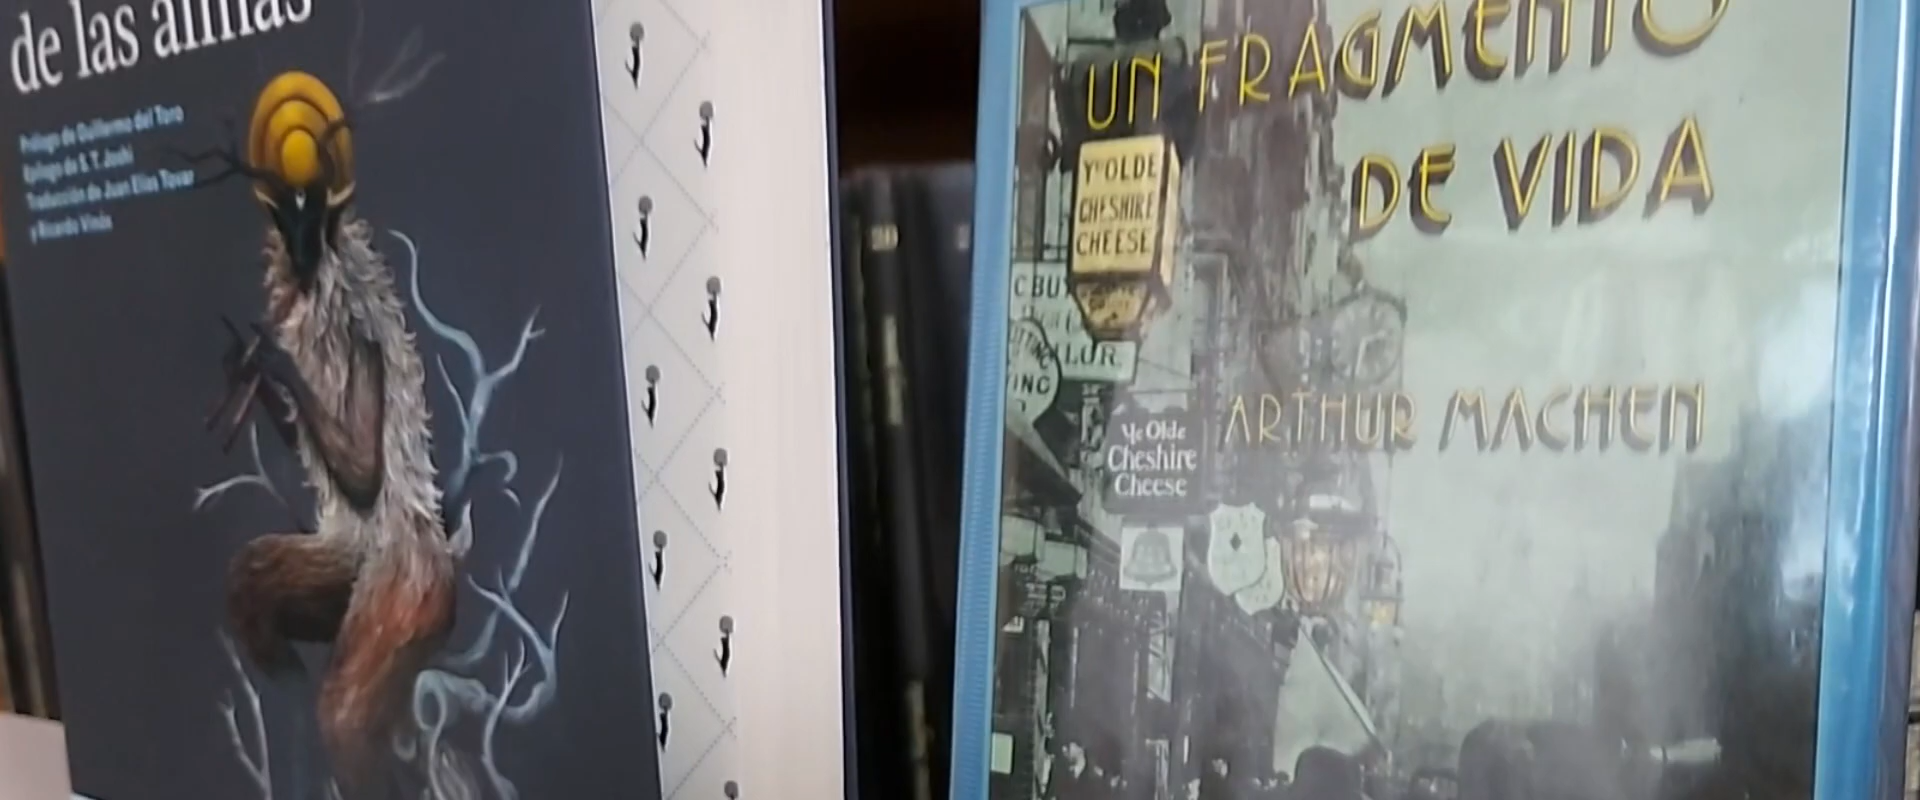 de las almas
Prólogo de Guillermo del Toro
Epílogo de S. T. Joshi
Traducción de Juan Elías Tovar
y Ricardo Vinós
UN FRAGMENTO
DE VIDA
Ye OLDE
CHESHIRE
CHEESE
ARTHUR MACHEN
Ye Olde
Cheshire
Cheese